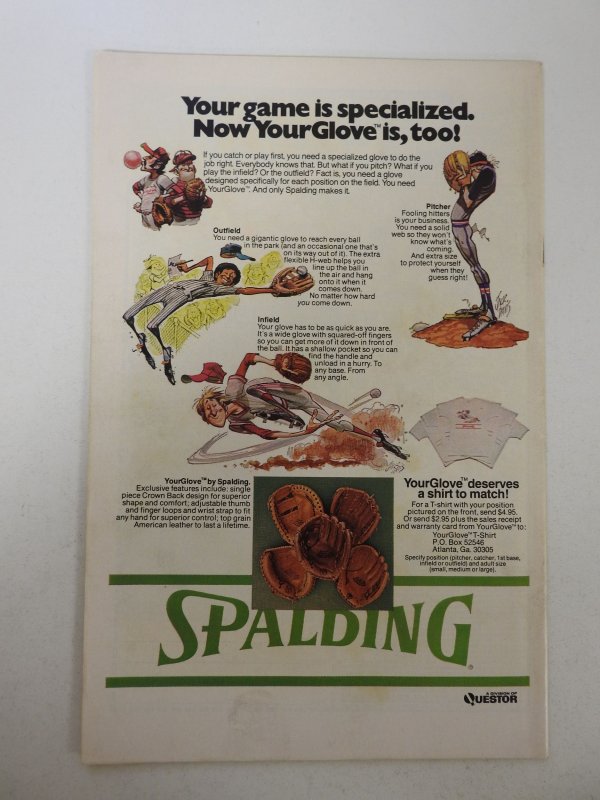 Your game is specialized.
Now YourGlove™ is, too!
If you catch or play first, you need a specialized glove to do the
job right. Everybody knows that. But what if you pitch? What if you
play the infield? Or the outfield? Fact is, you need a glove
designed specifically for each position on the field. You need
YourGlove™. And only Spalding makes it.
Pitcher
Fooling hitters
is your business.
You need a solid
web so they won't
know what's
coming.
And extra size
to protect yourself
when they
guess right!
Outfield
You need a gigantic glove to reach every ball
in the park (and an occasional one that's
on its way out of it). The extra
flexible H-web helps you
line up the ball in
the air and hang
onto it when it
comes down.
No matter how hard
you come down.
Infield
Your glove has to be as quick as you are.
It's a wide glove with squared-off fingers
so you can get more of it down in front of
the ball. It has a shallow pocket so you can
find the handle and
unload in a hurry. To
any base. From
any angle.
YourGlove™ by Spalding.
Exclusive features include: single
piece Crown Back design for superior
shape and comfort; adjustable thumb
and finger loops and wrist strap to fit
any hand for superior control; top grain
American leather to last a lifetime.
YourGlove™ deserves
a shirt to match!
For a T-shirt with your position
pictured on the front, send $4.95.
Or send $2.95 plus the sales receipt
and warranty card from YourGlove™ to:
YourGlove™ T-Shirt
P.O. Box 52546
Atlanta, Ga. 30305
Specify position (pitcher, catcher, 1st base,
infield or outfield) and adult size
(small, medium or large).
SPALDING®
A DIVISION OF
QUESTOR